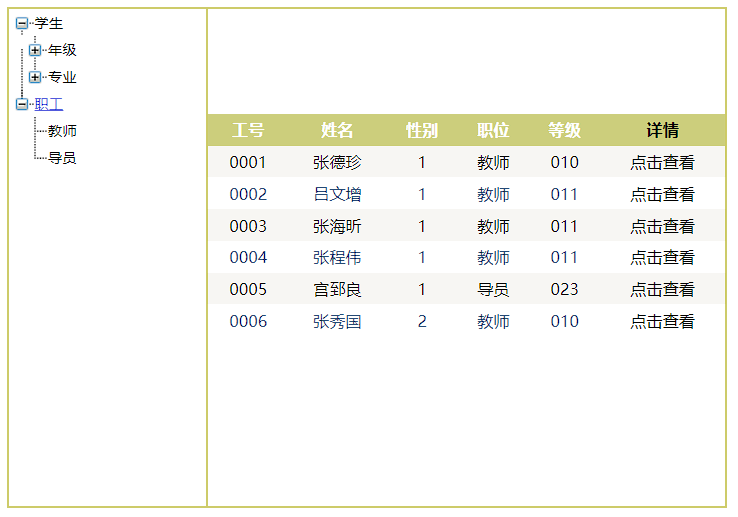 学生
年级
专业
职工
教师
导员
工号 姓名 性别 职位 等级 详情
0001 张德珍 1 教师 010 点击查看
0002 吕文增 1 教师 011 点击查看
0003 张海昕 1 教师 011 点击查看
0004 张程伟 1 教师 011 点击查看
0005 宫郅良 1 导员 023 点击查看
0006 张秀国 2 教师 010 点击查看